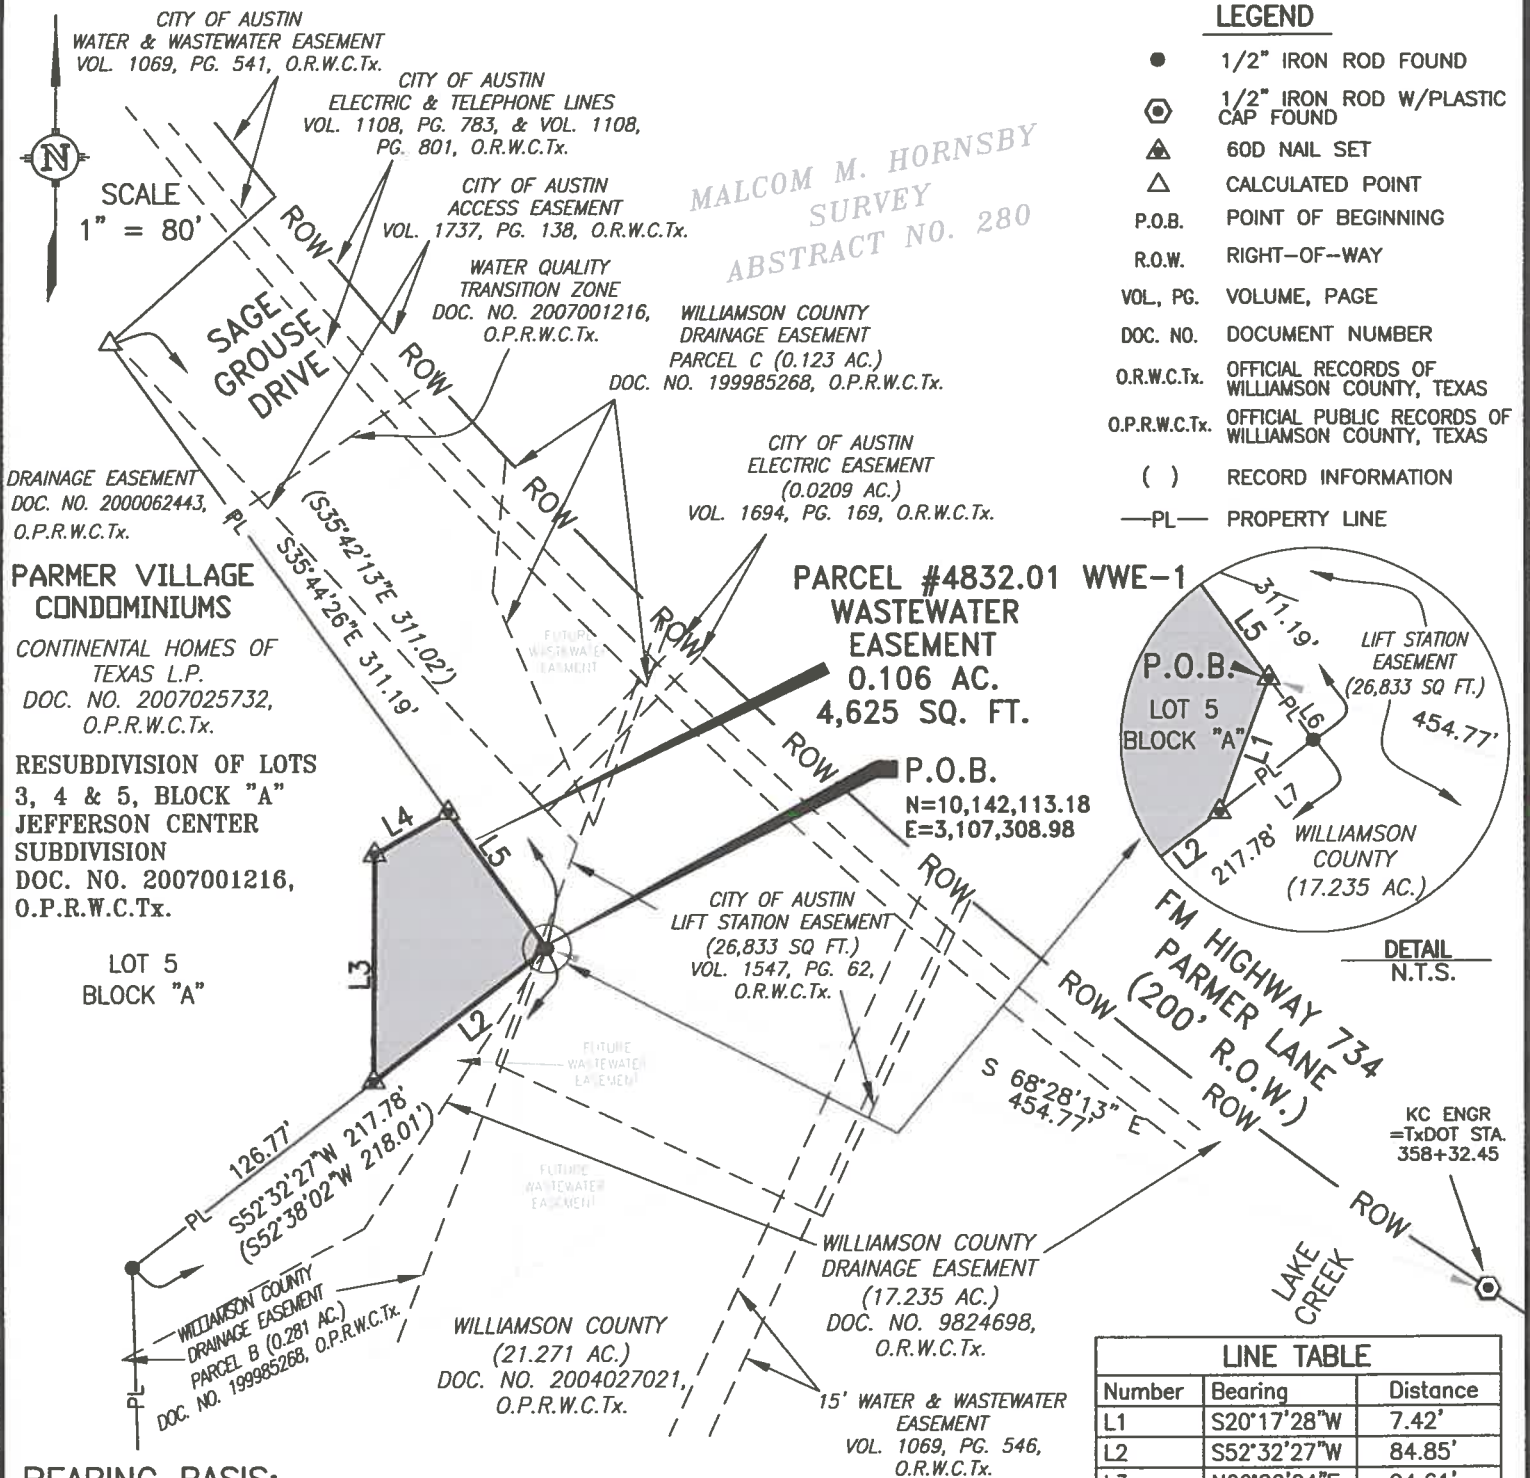 CITY OF AUSTIN
WATER & WASTEWATER EASEMENT
VOL. 1069, PG. 541, O.R.W.C.Tx.
CITY OF AUSTIN
ELECTRIC & TELEPHONE LINES
VOL. 1108, PG. 783, & VOL. 1108,
PG. 801, O.R.W.C.Tx.
CITY OF AUSTIN
ACCESS EASEMENT
VOL. 1737, PG. 138, O.R.W.C.Tx.
WATER QUALITY
TRANSITION ZONE
DOC. NO. 2007001216,
O.P.R.W.C.Tx.
WILLIAMSON COUNTY
DRAINAGE EASEMENT
PARCEL C (0.123 AC.)
DOC. NO. 199985268, O.P.R.W.C.Tx.
CITY OF AUSTIN
ELECTRIC EASEMENT
(0.0209 AC.)
VOL. 1694, PG. 169, O.R.W.C.Tx.
N
SCALE
1" = 80'
MALCOM M. HORNSBY
SURVEY
ABSTRACT NO. 280
LEGEND
1/2" IRON ROD FOUND
1/2" IRON ROD W/PLASTIC
CAP FOUND
60D NAIL SET
CALCULATED POINT
P.O.B. POINT OF BEGINNING
R.O.W. RIGHT-OF--WAY
VOL, PG. VOLUME, PAGE
DOC. NO. DOCUMENT NUMBER
O.R.W.C.Tx. OFFICIAL RECORDS OF
WILLIAMSON COUNTY, TEXAS
O.P.R.W.C.Tx. OFFICIAL PUBLIC RECORDS OF
WILLIAMSON COUNTY, TEXAS
( ) RECORD INFORMATION
—PL— PROPERTY LINE
ROW
ROW
ROW
ROW
ROW
ROW
ROW
ROW
ROW
SAGE
GROUSE
DRIVE
DRAINAGE EASEMENT
DOC. NO. 2000062443,
O.P.R.W.C.Tx.
PL
(S35°42'13"E 311.02')
S35°44'26"E 311.19'
PARMER VILLAGE
CONDOMINIUMS
CONTINENTAL HOMES OF
TEXAS L.P.
DOC. NO. 2007025732,
O.P.R.W.C.Tx.
RESUBDIVISION OF LOTS
3, 4 & 5, BLOCK "A"
JEFFERSON CENTER
SUBDIVISION
DOC. NO. 2007001216,
O.P.R.W.C.Tx.
LOT 5
BLOCK "A"
FUTURE
WASTEWATER
EASMENT
PARCEL #4832.01 WWE-1
WASTEWATER
EASEMENT
0.106 AC.
4,625 SQ. FT.
P.O.B.
N=10,142,113.18
E=3,107,308.98
L4
L5
L3
L2
311.19'
L5
P.O.B.
LOT 5
BLOCK "A"
PL
L6
L1
PL
L7
L2
217.78'
LIFT STATION
EASEMENT
(26,833 SQ FT.)
454.77'
WILLIAMSON
COUNTY
(17.235 AC.)
DETAIL
N.T.S.
CITY OF AUSTIN
LIFT STATION EASEMENT
(26,833 SQ FT.)
VOL. 1547, PG. 62,
O.R.W.C.Tx.
FM HIGHWAY 734
PARMER LANE
(200' R.O.W.)
S 68°28'13" E
454.77'
FUTURE
WASTEWATER
EASEMENT
FUTURE
WASTEWATER
EASEMENT
126.77'
PL
S52°32'27"W 217.78'
(S52°38'02"W 218.01')
KC ENGR
=TxDOT STA.
358+32.45
LAKE
CREEK
WILLIAMSON COUNTY
DRAINAGE EASEMENT
PARCEL B (0.281 AC.)
DOC. NO. 199985268, O.P.R.W.C.Tx.
PL
WILLIAMSON COUNTY
(21.271 AC.)
DOC. NO. 2004027021,
O.P.R.W.C.Tx.
WILLIAMSON COUNTY
DRAINAGE EASEMENT
(17.235 AC.)
DOC. NO. 9824698,
O.R.W.C.Tx.
15' WATER & WASTEWATER
EASEMENT
VOL. 1069, PG. 546,
O.R.W.C.Tx.
LINE TABLE
Number Bearing Distance
L1 S20°17'28"W 7.42'
L2 S52°32'27"W 84.85'
BEARING BASIS: